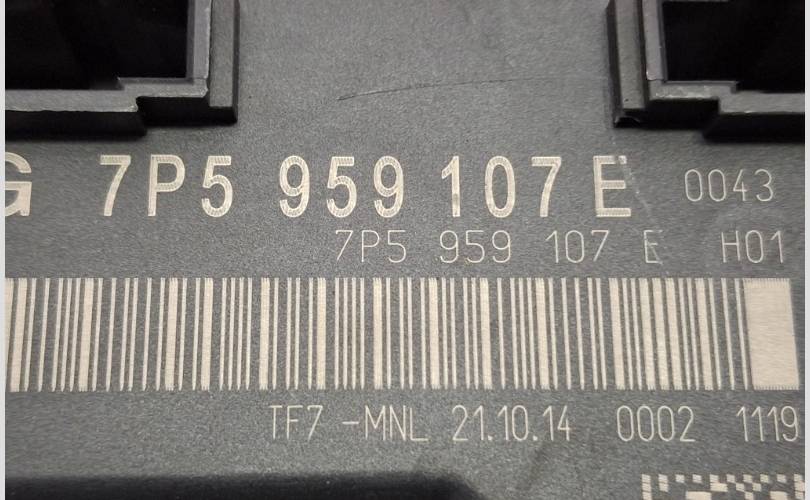 G 7P5 959 107 E 0043
7P5 959 107 E H01
TF7 -MNL 21.10.14 0002 1119